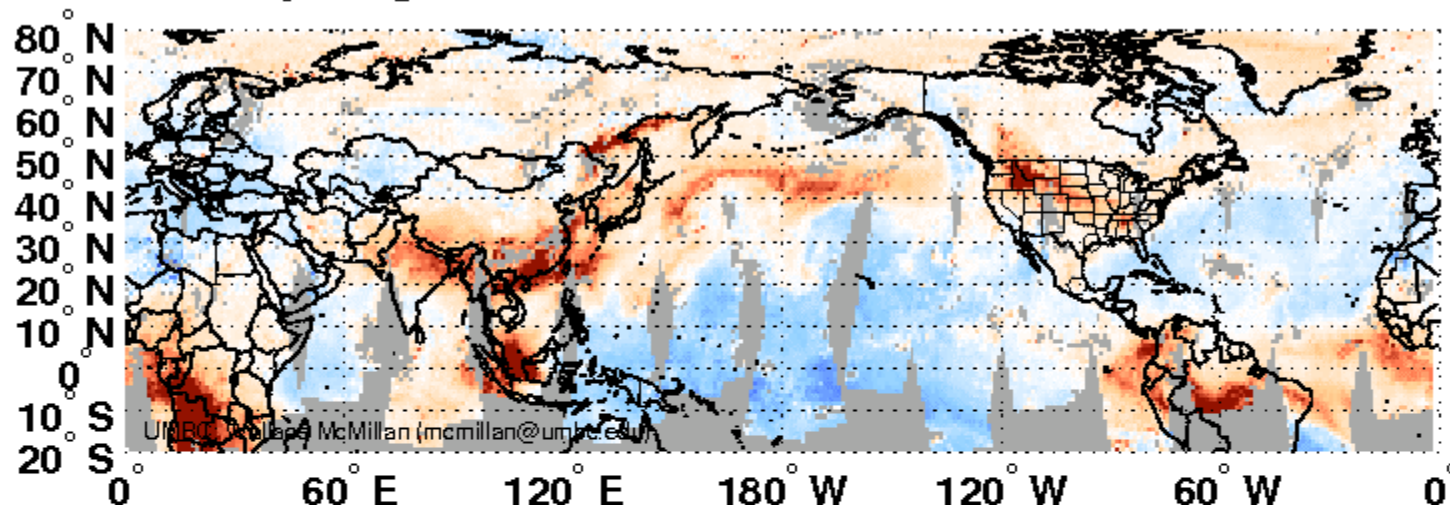 80° N
70° N
60° N
50° N
40° N
30° N
20° N
10° N
0°
10° S
20° S
UMBC, Wallace McMillan (mcmillan@umbc.edu)
0° 60° E 120° E 180° W 120° W 60° W 0°